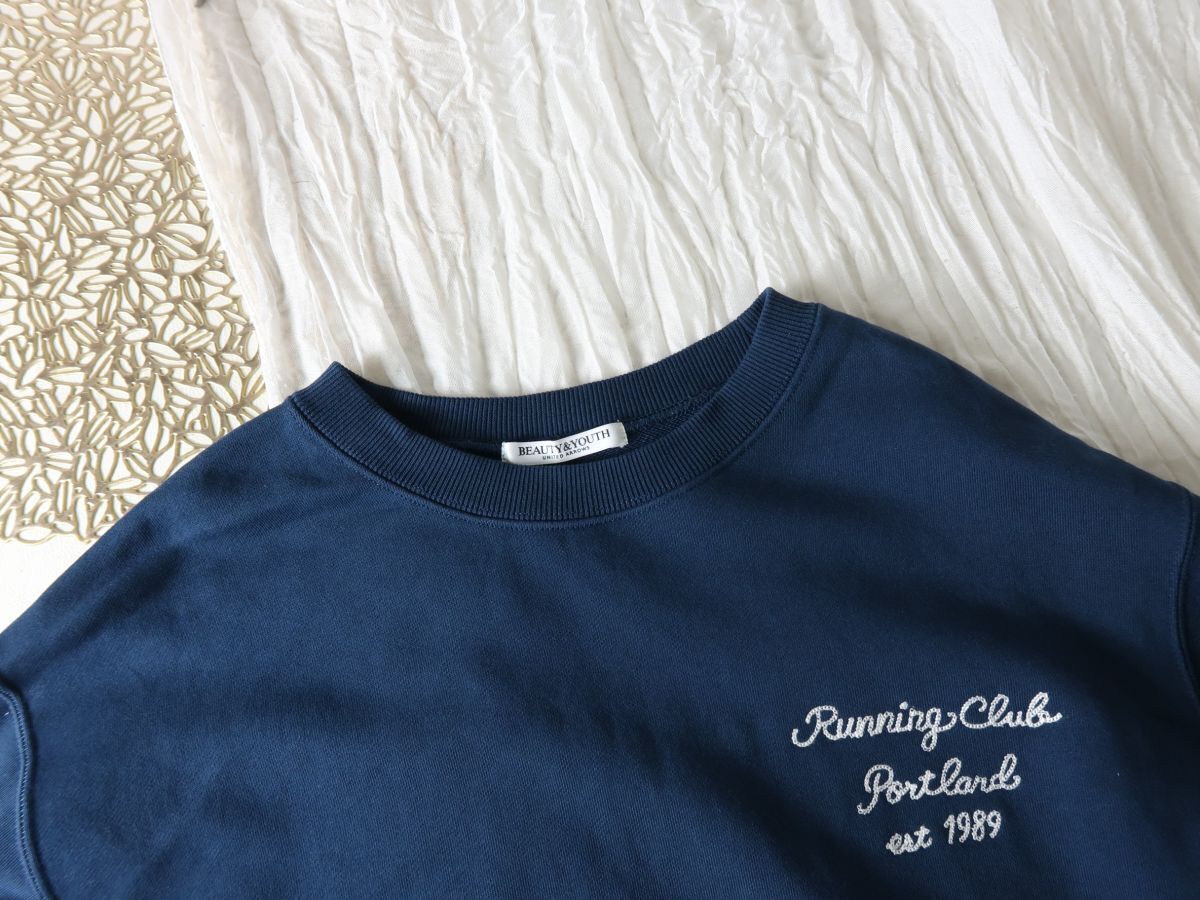 BEAUTY&YOUTH
UNITED ARROWS
Running Club
Portland
est 1989